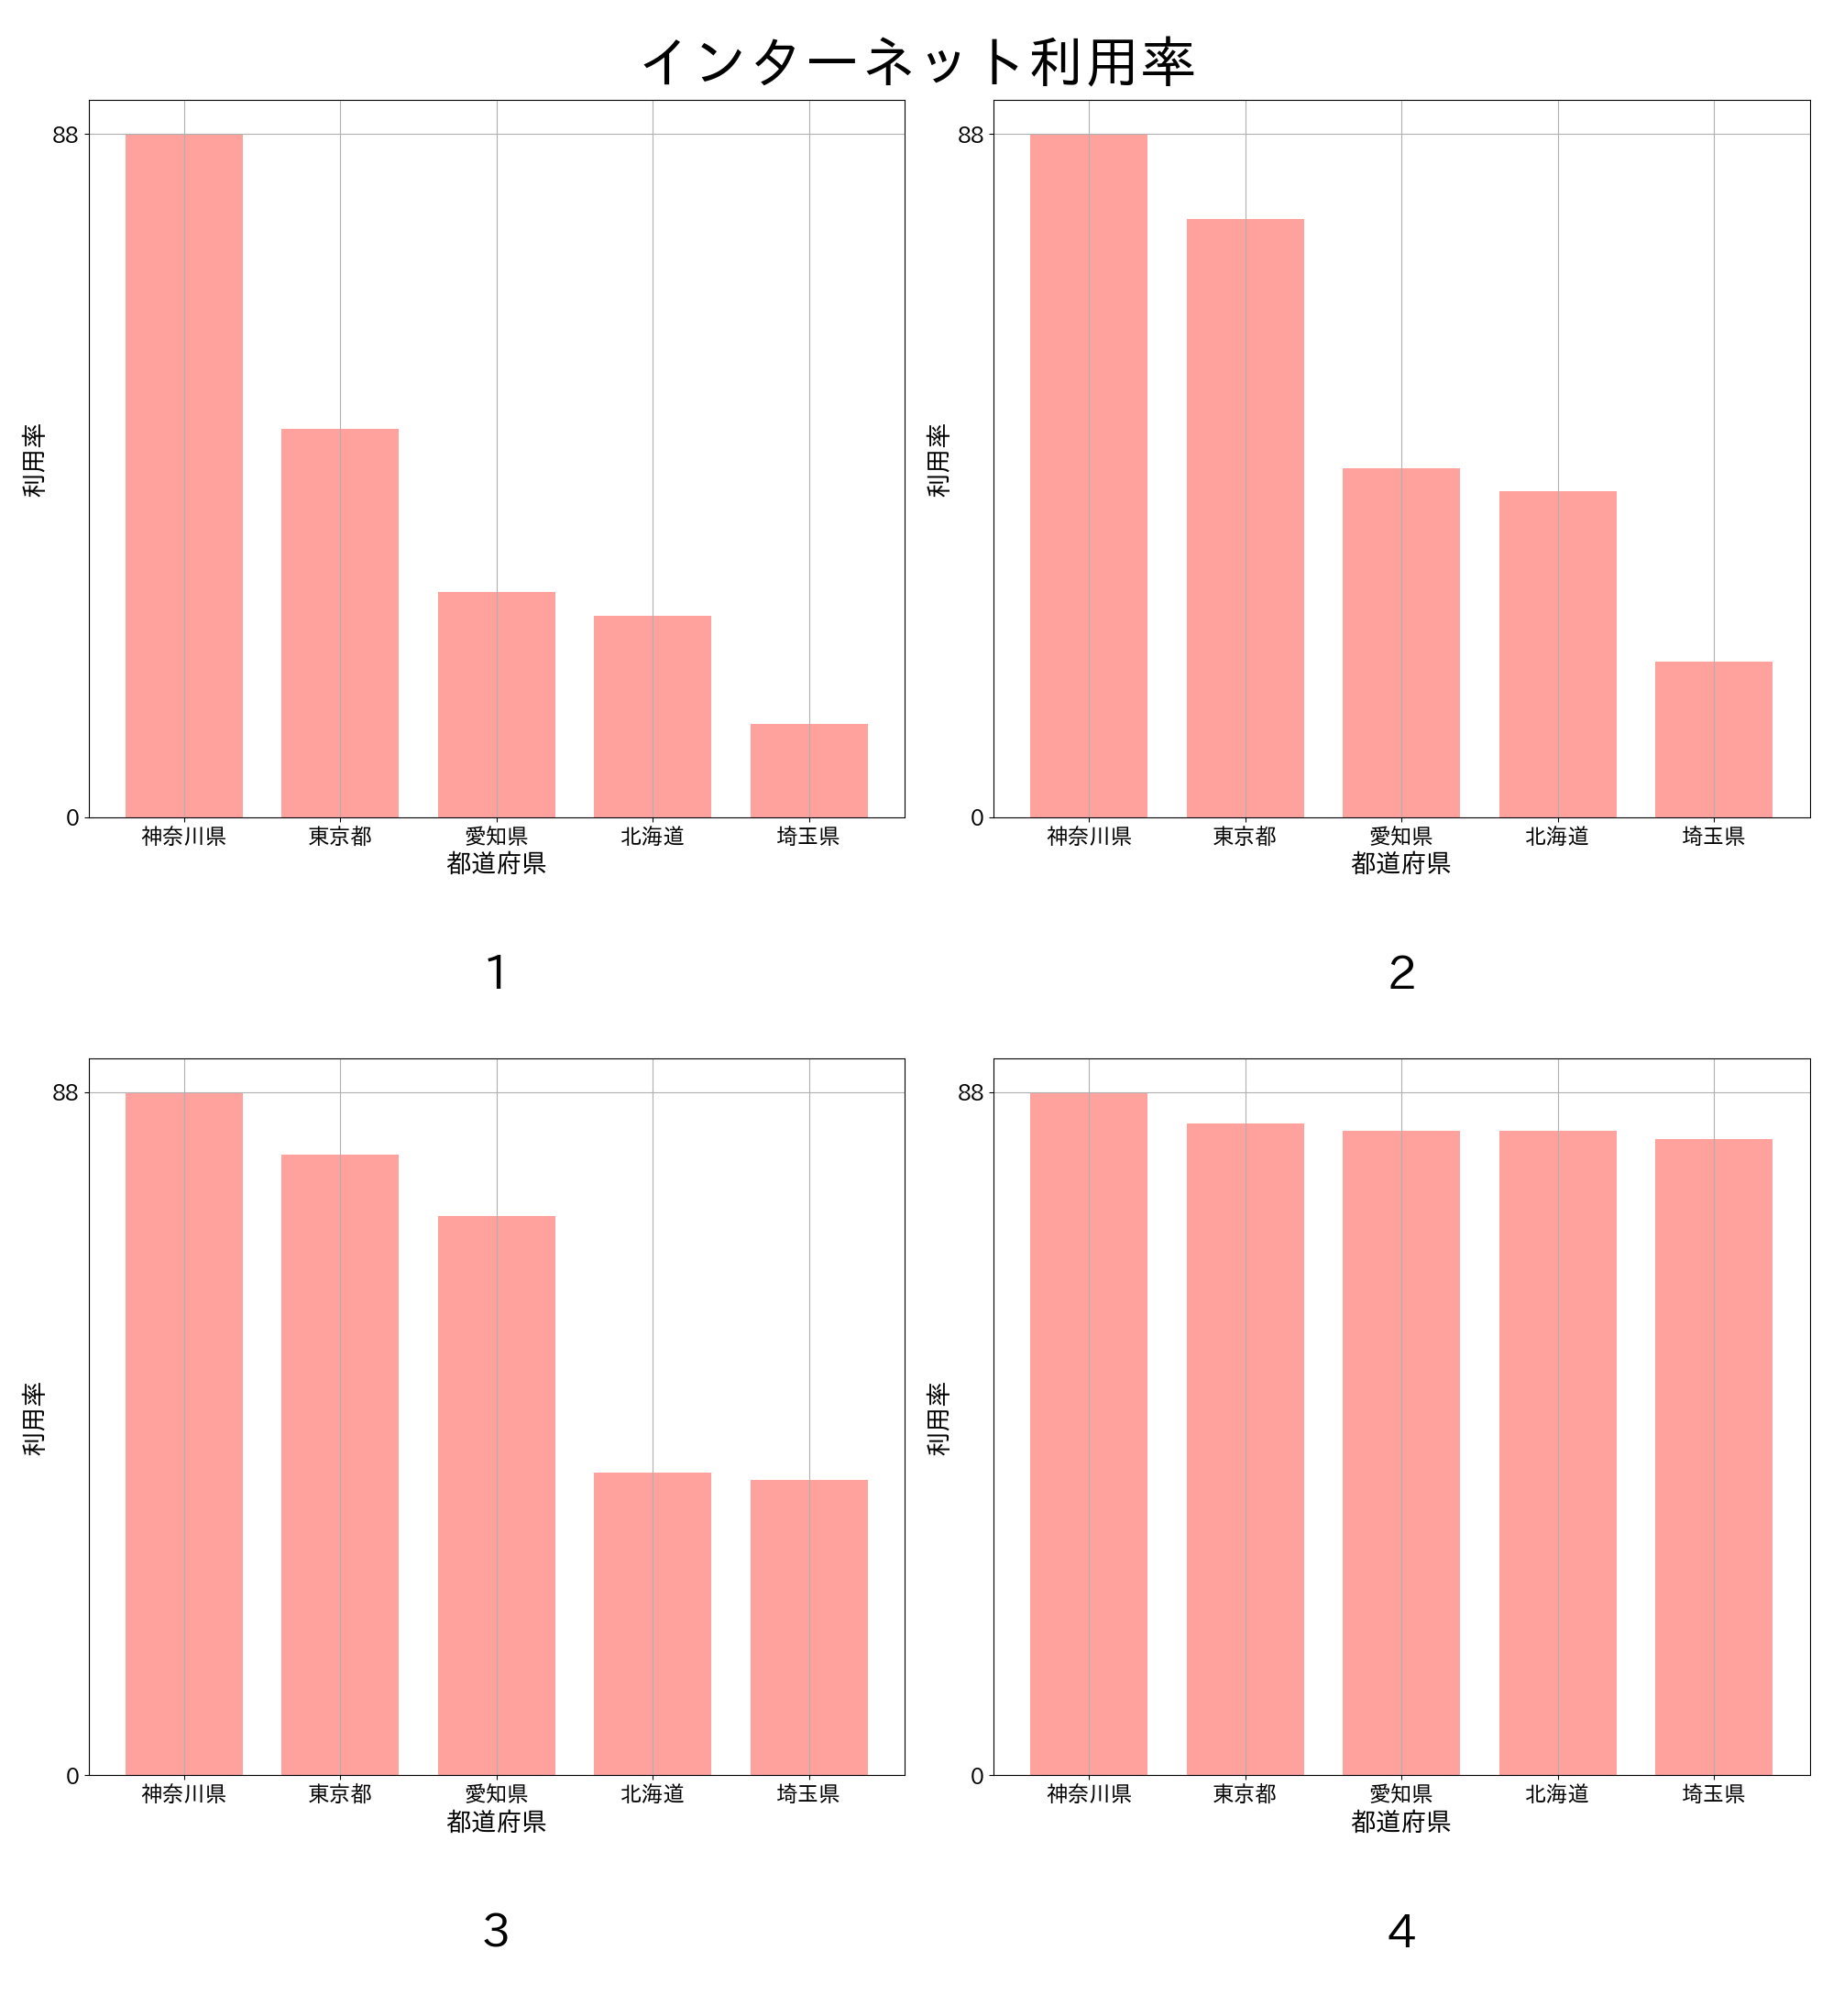 インターネット利用率
88
0
利用率
神奈川県 東京都 愛知県 北海道 埼玉県
都道府県
1
88
0
利用率
神奈川県 東京都 愛知県 北海道 埼玉県
都道府県
2
88
0
利用率
神奈川県 東京都 愛知県 北海道 埼玉県
都道府県
3
88
0
利用率
神奈川県 東京都 愛知県 北海道 埼玉県
都道府県
4